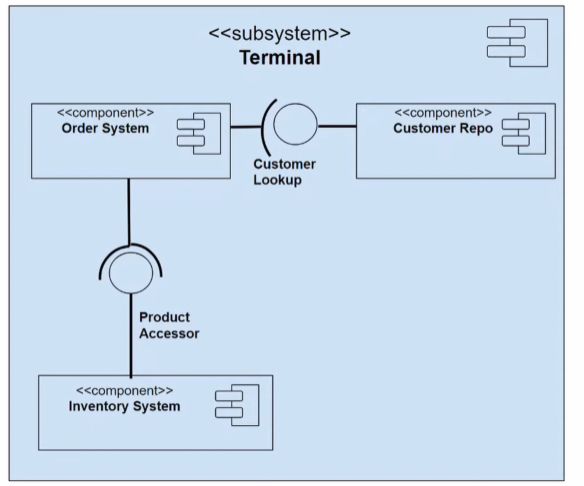 <<subsystem>>
Terminal
<<component>>
Order System
<<component>>
Customer Repo
Customer
Lookup
Product
Accessor
<<component>>
Inventory System